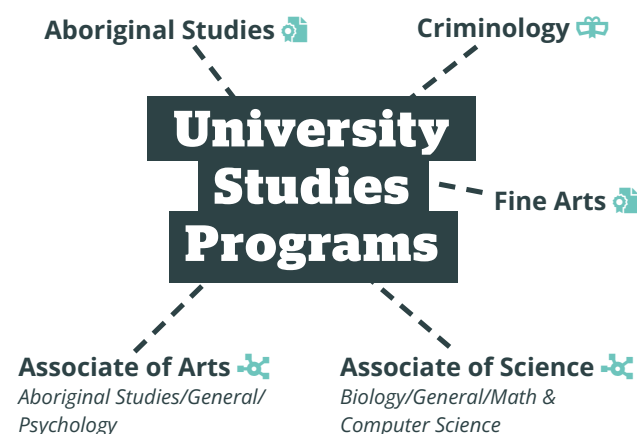 Aboriginal Studies
Criminology
University
Studies
Programs
Fine Arts
Associate of Arts
Aboriginal Studies/General/
Psychology
Associate of Science
Biology/General/Math &
Computer Science